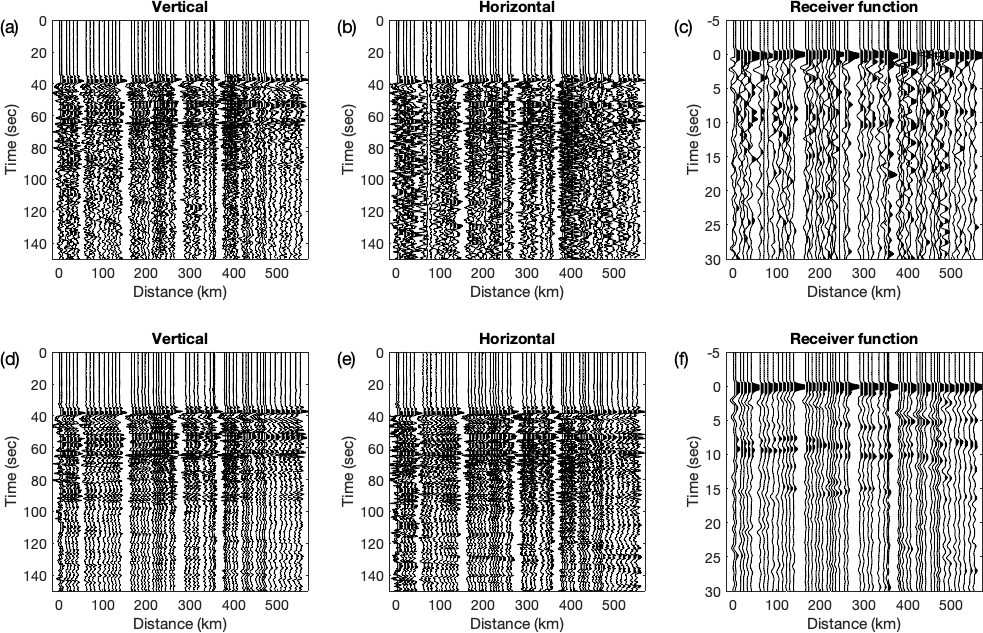 (a) Vertical
0
20
40
60
80
100
120
140
Time (sec)
0 100 200 300 400 500
Distance (km)
(b) Horizontal
0
20
40
60
80
100
120
140
Time (sec)
0 100 200 300 400 500
Distance (km)
(c) Receiver function
-5
0
5
10
15
20
25
30
Time (sec)
0 100 200 300 400 500
Distance (km)
(d) Vertical
0
20
40
60
80
100
120
140
Time (sec)
0 100 200 300 400 500
Distance (km)
(e) Horizontal
0
20
40
60
80
100
120
140
Time (sec)
0 100 200 300 400 500
Distance (km)
(f) Receiver function
-5
0
5
10
15
20
25
30
Time (sec)
0 100 200 300 400 500
Distance (km)